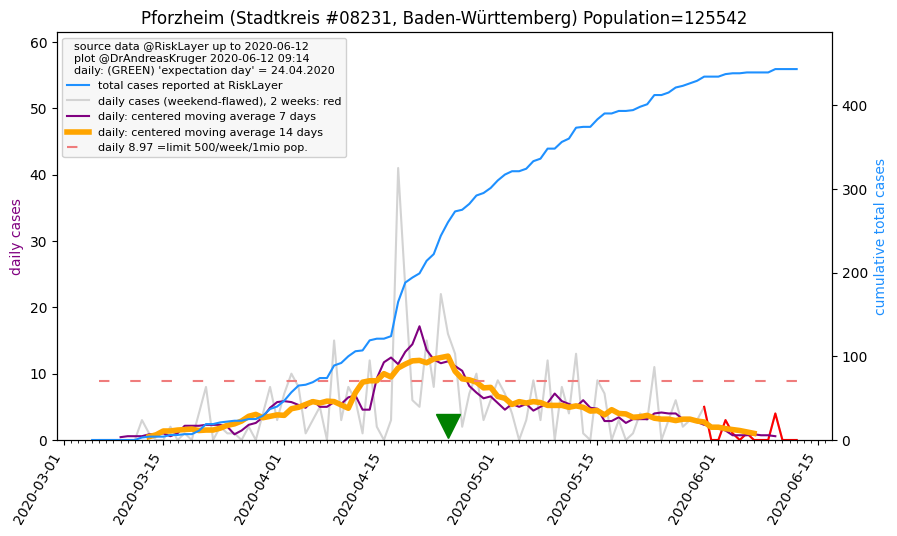 Pforzheim (Stadtkreis #08231, Baden-Württemberg) Population=125542
source data @RiskLayer up to 2020-06-12
plot @DrAndreasKruger 2020-06-12 09:14
daily: (GREEN) 'expectation day' = 24.04.2020
total cases reported at RiskLayer
daily cases (weekend-flawed), 2 weeks: red
daily: centered moving average 7 days
daily: centered moving average 14 days
daily 8.97 =limit 500/week/1mio pop.
daily cases
60
50
40
30
20
10
0
cumulative total cases
400
300
200
100
0
2020-03-01
2020-03-15
2020-04-01
2020-04-15
2020-05-01
2020-05-15
2020-06-01
2020-06-15